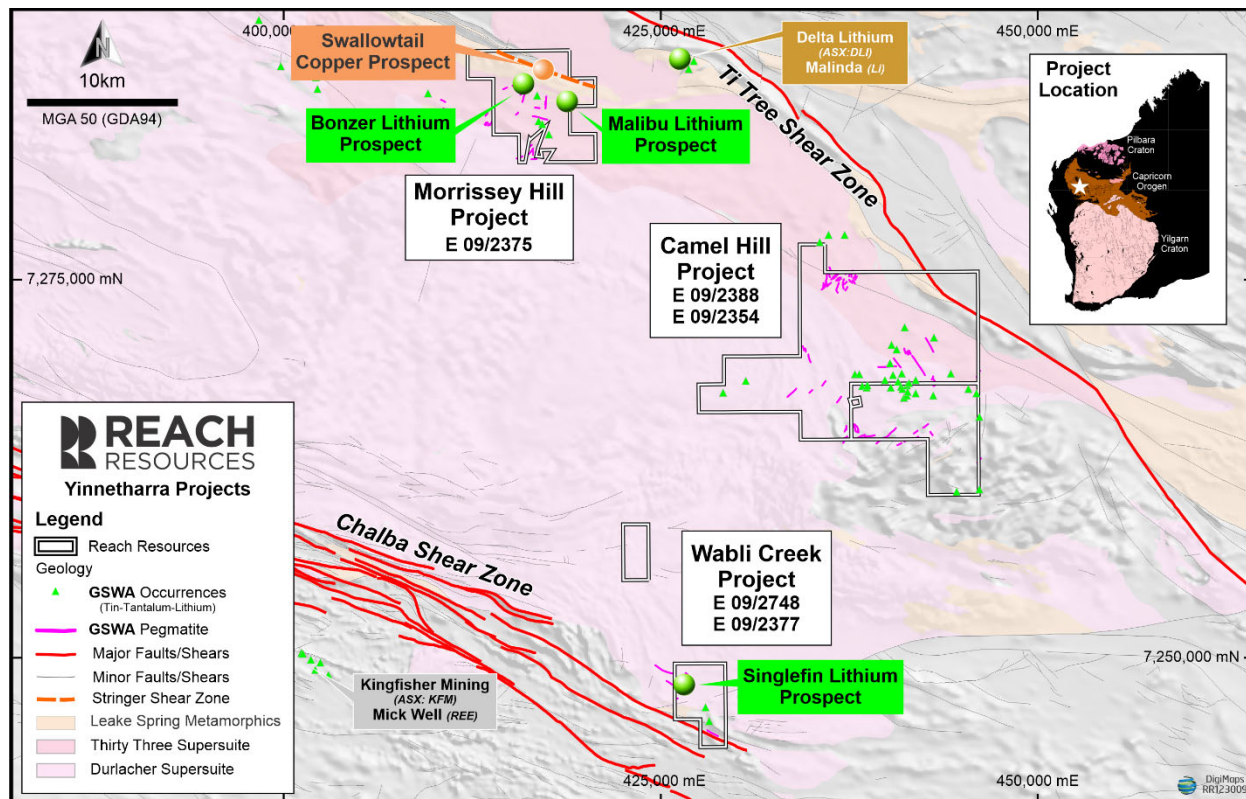 400,000 mE
425,000 mE
450,000 mE
N
10km
MGA 50 (GDA94)
Swallowtail
Copper Prospect
Bonzer Lithium
Prospect
Malibu Lithium
Prospect
Delta Lithium
(ASX:DLI)
Malinda (LI)
Ti Tree Shear Zone
Project
Location
Pilbara
Craton
Capricorn
Orogen
Yilgarn
Craton
Morrissey Hill
Project
E 09/2375
7,275,000 mN
Camel Hill
Project
E 09/2388
E 09/2354
REACH
RESOURCES
Yinnetharra Projects
Legend
Reach Resources
Geology
GSWA Occurrences
(Tin-Tantalum-Lithium)
GSWA Pegmatite
Major Faults/Shears
Minor Faults/Shears
Stringer Shear Zone
Leake Spring Metamorphics
Thirty Three Supersuite
Durlacher Supersuite
Chalba Shear Zone
Wabli Creek
Project
E 09/2748
E 09/2377
7,250,000 mN
Kingfisher Mining
(ASX: KFM)
Mick Well (REE)
Singlefin Lithium
Prospect
425,000 mE
450,000 mE
DigiMaps
RR123009